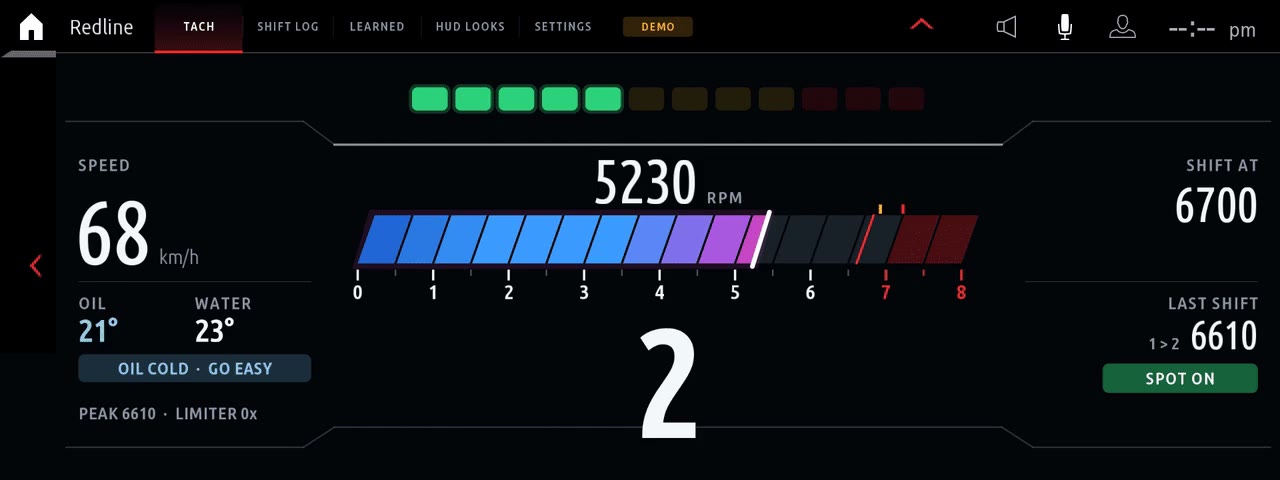 Redline TACH SHIFT LOG LEARNED HUD LOOKS SETTINGS DEMO --:-- pm
SPEED
68 km/h
OIL WATER
21° 23°
OIL COLD · GO EASY
PEAK 6610 · LIMITER 0x
5230 RPM
0 1 2 3 4 5 6 7 8
2
SHIFT AT
6700
LAST SHIFT
1 > 2 6610
SPOT ON